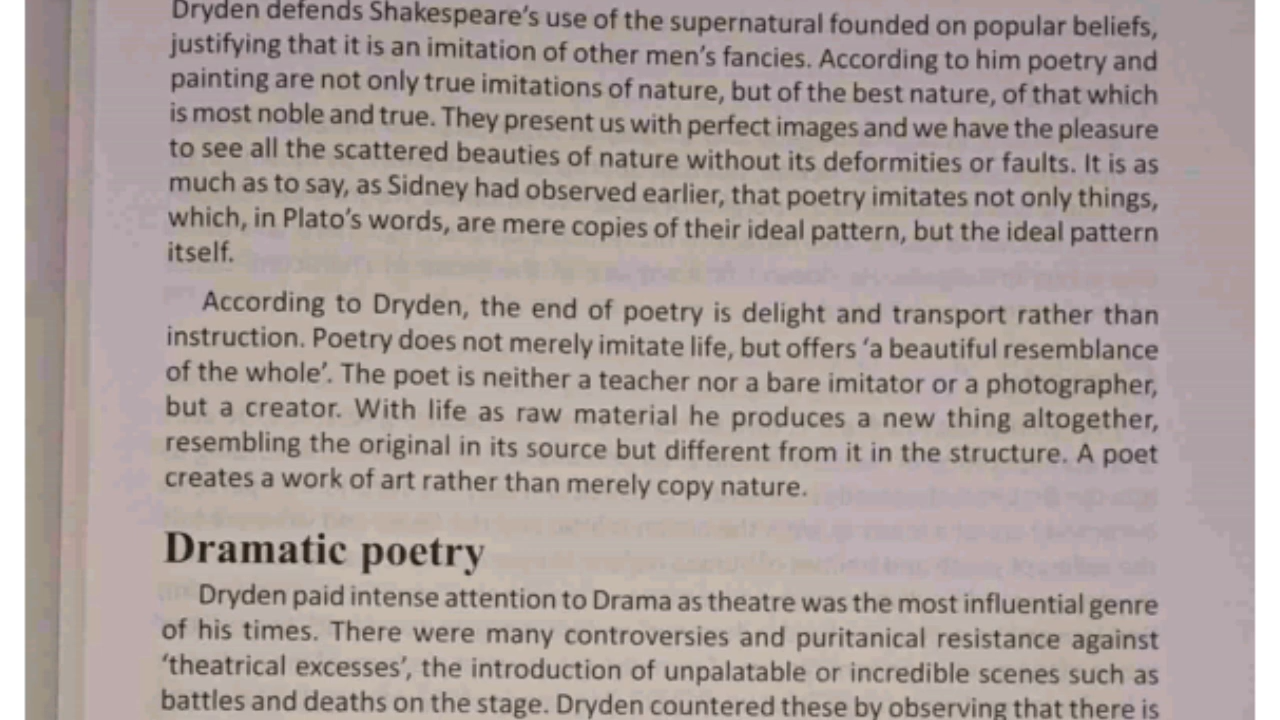 Dryden defends Shakespeare's use of the supernatural founded on popular beliefs,
justifying that it is an imitation of other men's fancies. According to him poetry and
painting are not only true imitations of nature, but of the best nature, of that which
is most noble and true. They present us with perfect images and we have the pleasure
to see all the scattered beauties of nature without its deformities or faults. It is as
much as to say, as Sidney had observed earlier, that poetry imitates not only things,
which, in Plato's words, are mere copies of their ideal pattern, but the ideal pattern
itself.
According to Dryden, the end of poetry is delight and transport rather than
instruction. Poetry does not merely imitate life, but offers 'a beautiful resemblance
of the whole'. The poet is neither a teacher nor a bare imitator or a photographer,
but a creator. With life as raw material he produces a new thing altogether,
resembling the original in its source but different from it in the structure. A poet
creates a work of art rather than merely copy nature.
Dramatic poetry
Dryden paid intense attention to Drama as theatre was the most influential genre
of his times. There were many controversies and puritanical resistance against
'theatrical excesses', the introduction of unpalatable or incredible scenes such as
battles and deaths on the stage. Dryden countered these by observing that there is